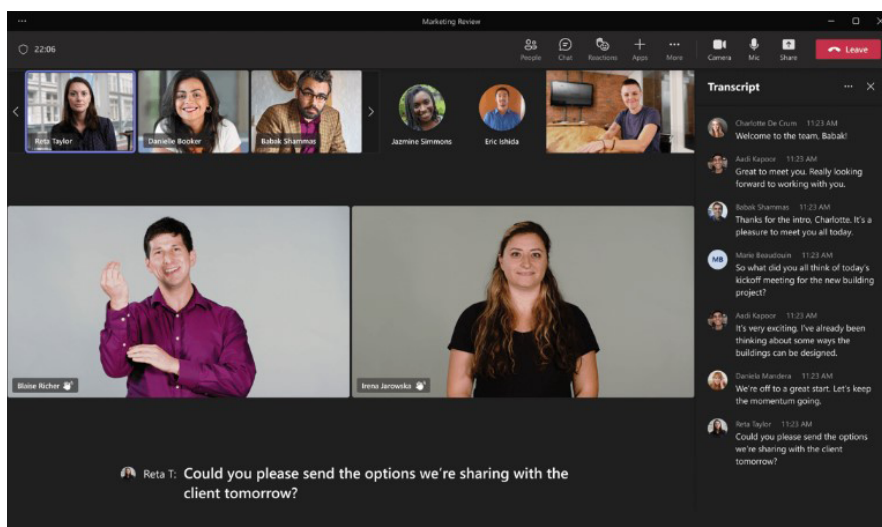 Marketing Review
22:06
People
Chat
Reactions
Apps
More
Camera
Mic
Share
Leave
Reta Taylor
Danielle Booker
Babak Shammas
Jazmine Simmons
Eric Ishida
Blaise Richer
Irena Jarowska
Reta T: Could you please send the options we're sharing with the
client tomorrow?
Transcript
Charlotte De Crum 11:23 AM
Welcome to the team, Babak!
Aadi Kapoor 11:23 AM
Great to meet you. Really looking
forward to working with you.
Babak Shammas 11:23 AM
Thanks for the intro, Charlotte. It's a
pleasure to meet you all today.
MB
Marie Beaudouin 11:23 AM
So what did you all think of today's
kickoff meeting for the new building
project?
Aadi Kapoor 11:23 AM
It's very exciting. I've already been
thinking about some ways the
buildings can be designed.
Daniela Mandera 11:23 AM
We're off to a great start. Let's keep
the momentum going.
Reta Taylor 11:23 AM
Could you please send the options
we're sharing with the client
tomorrow?